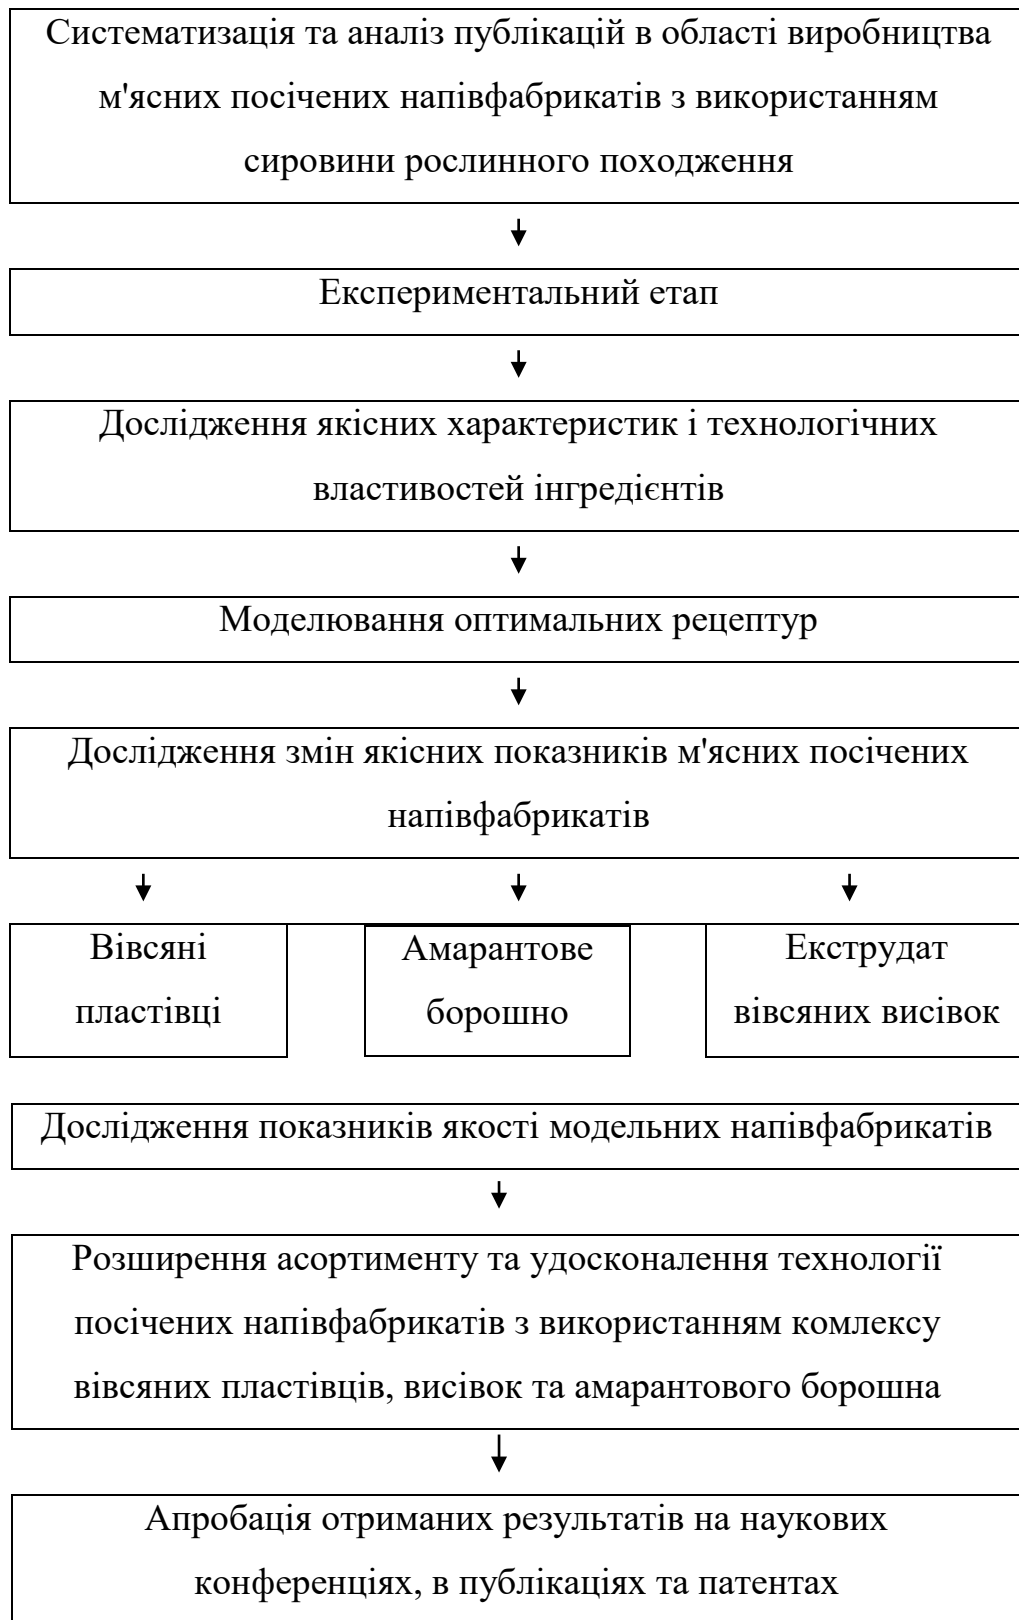 Систематизація та аналіз публікацій в області виробництва
м'ясних посічених напівфабрикатів з використанням
сировини рослинного походження
Експериментальний етап
Дослідження якісних характеристик і технологічних
властивостей інгредієнтів
Моделювання оптимальних рецептур
Дослідження змін якісних показників м'ясних посічених
напівфабрикатів
Вівсяні
пластівці
Амарантове
борошно
Екструдат
вівсяних висівок
Дослідження показників якості модельних напівфабрикатів
Розширення асортименту та удосконалення технології
посічених напівфабрикатів з використанням комлексу
вівсяних пластівців, висівок та амарантового борошна
Апробація отриманих результатів на наукових
конференціях, в публікаціях та патентах